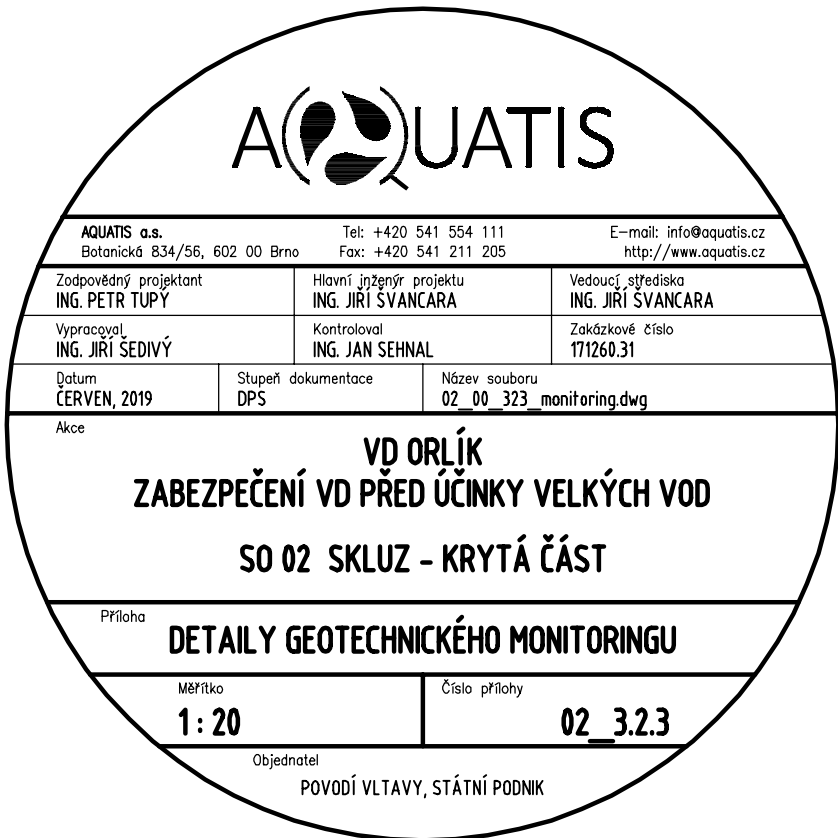 AQUATIS
AQUATIS a.s. Tel: +420 541 554 111 E-mail: info@aquatis.cz
Botanická 834/56, 602 00 Brno Fax: +420 541 211 205 http://www.aquatis.cz
Zodpovědný projektant Hlavní inženýr projektu Vedoucí střediska
ING. PETR TUPÝ ING. JIŘÍ ŠVANCARA ING. JIŘÍ ŠVANCARA
Vypracoval Kontroloval Zakázkové číslo
ING. JIŘÍ ŠEDIVÝ ING. JAN SEHNAL 171260.31
Datum Stupeň dokumentace Název souboru
ČERVEN, 2019 DPS 02_00_323_monitoring.dwg
Akce
VD ORLÍK
ZABEZPEČENÍ VD PŘED ÚČINKY VELKÝCH VOD
SO 02 SKLUZ - KRYTÁ ČÁST
Příloha
DETAILY GEOTECHNICKÉHO MONITORINGU
Měřítko Číslo přílohy
1 : 20 02_3.2.3
Objednatel
POVODÍ VLTAVY, STÁTNÍ PODNIK